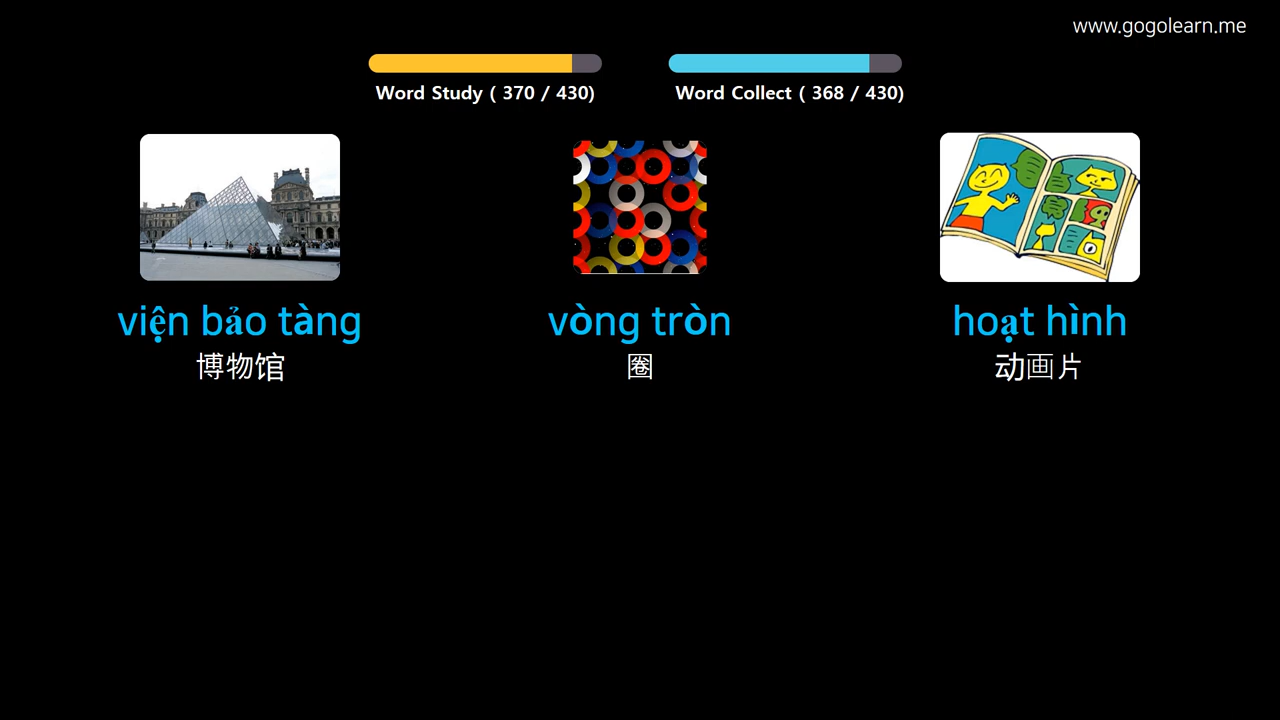 www.gogolearn.me
Word Study ( 370 / 430)
Word Collect ( 368 / 430)
viện bảo tàng
vòng tròn
hoạt hình
博物馆
圈
动画片